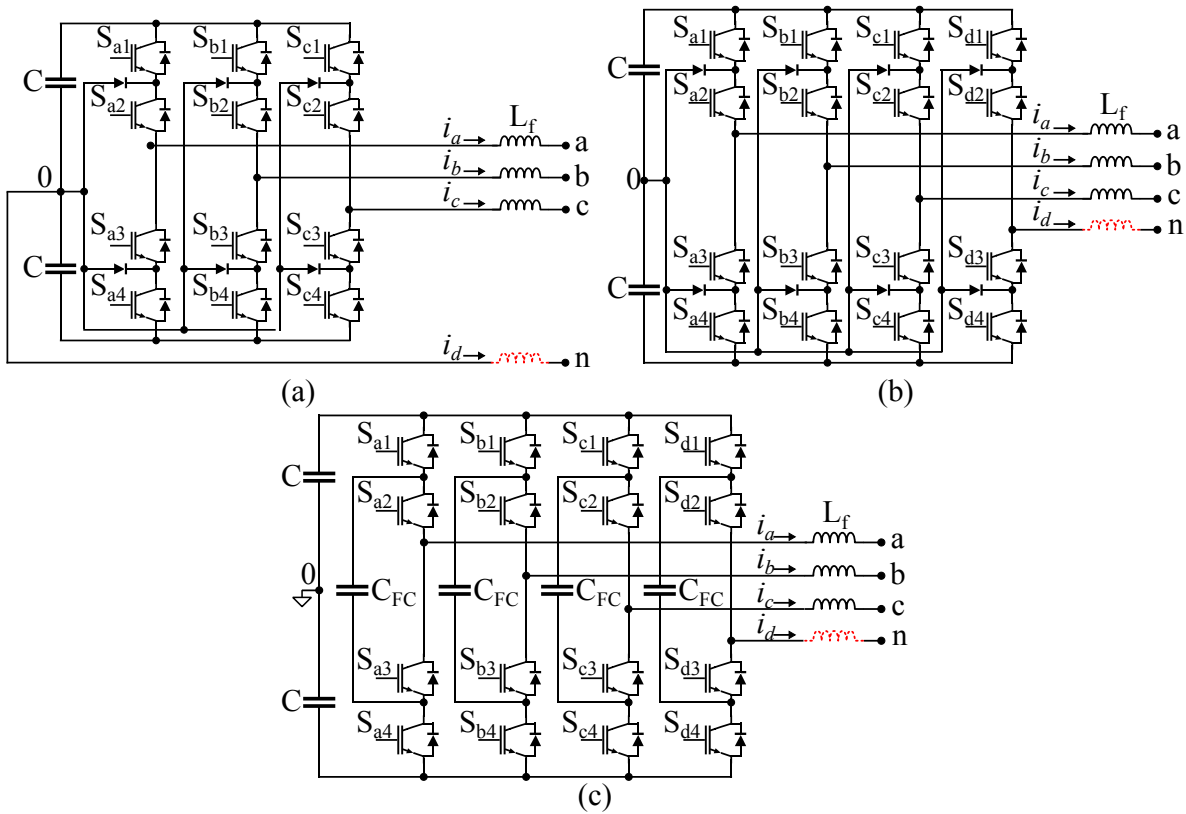 Sa1 Sb1 Sc1
C
Sa2 Sb2 Sc2
Lf
ia a
0 ib b
ic c
Sa3 Sb3 Sc3
C
Sa4 Sb4 Sc4
id n
(a)
Sa1 Sb1 Sc1 Sd1
C
Sa2 Sb2 Sc2 Sd2
Lf
ia a
ib b
0 ic c
id n
Sa3 Sb3 Sc3 Sd3
C
Sa4 Sb4 Sc4 Sd4
(b)
Sa1 Sb1 Sc1 Sd1
C
Sa2 Sb2 Sc2 Sd2
Lf
ia a
ib b
0 CFC CFC CFC CFC
ic c
id n
Sa3 Sb3 Sc3 Sd3
C
Sa4 Sb4 Sc4 Sd4
(c)